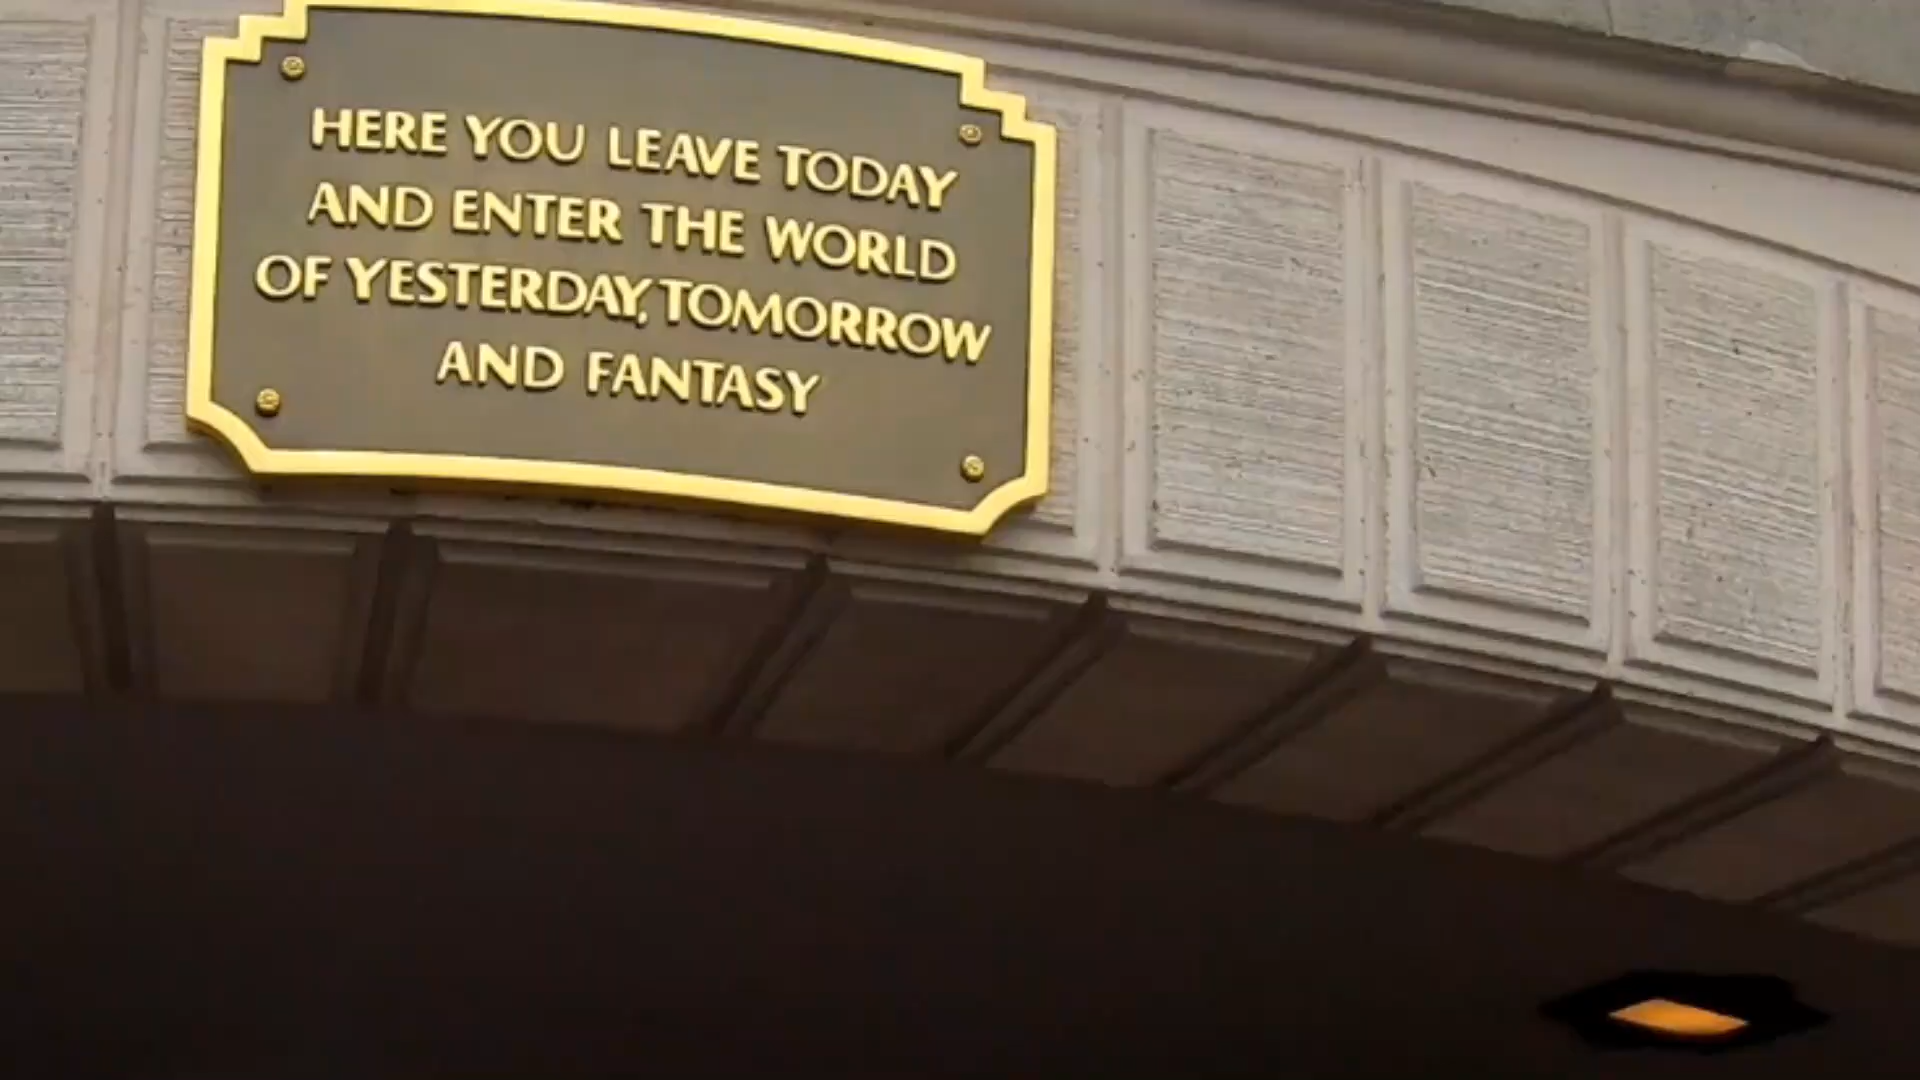 HERE YOU LEAVE TODAY
AND ENTER THE WORLD
OF YESTERDAY, TOMORROW
AND FANTASY